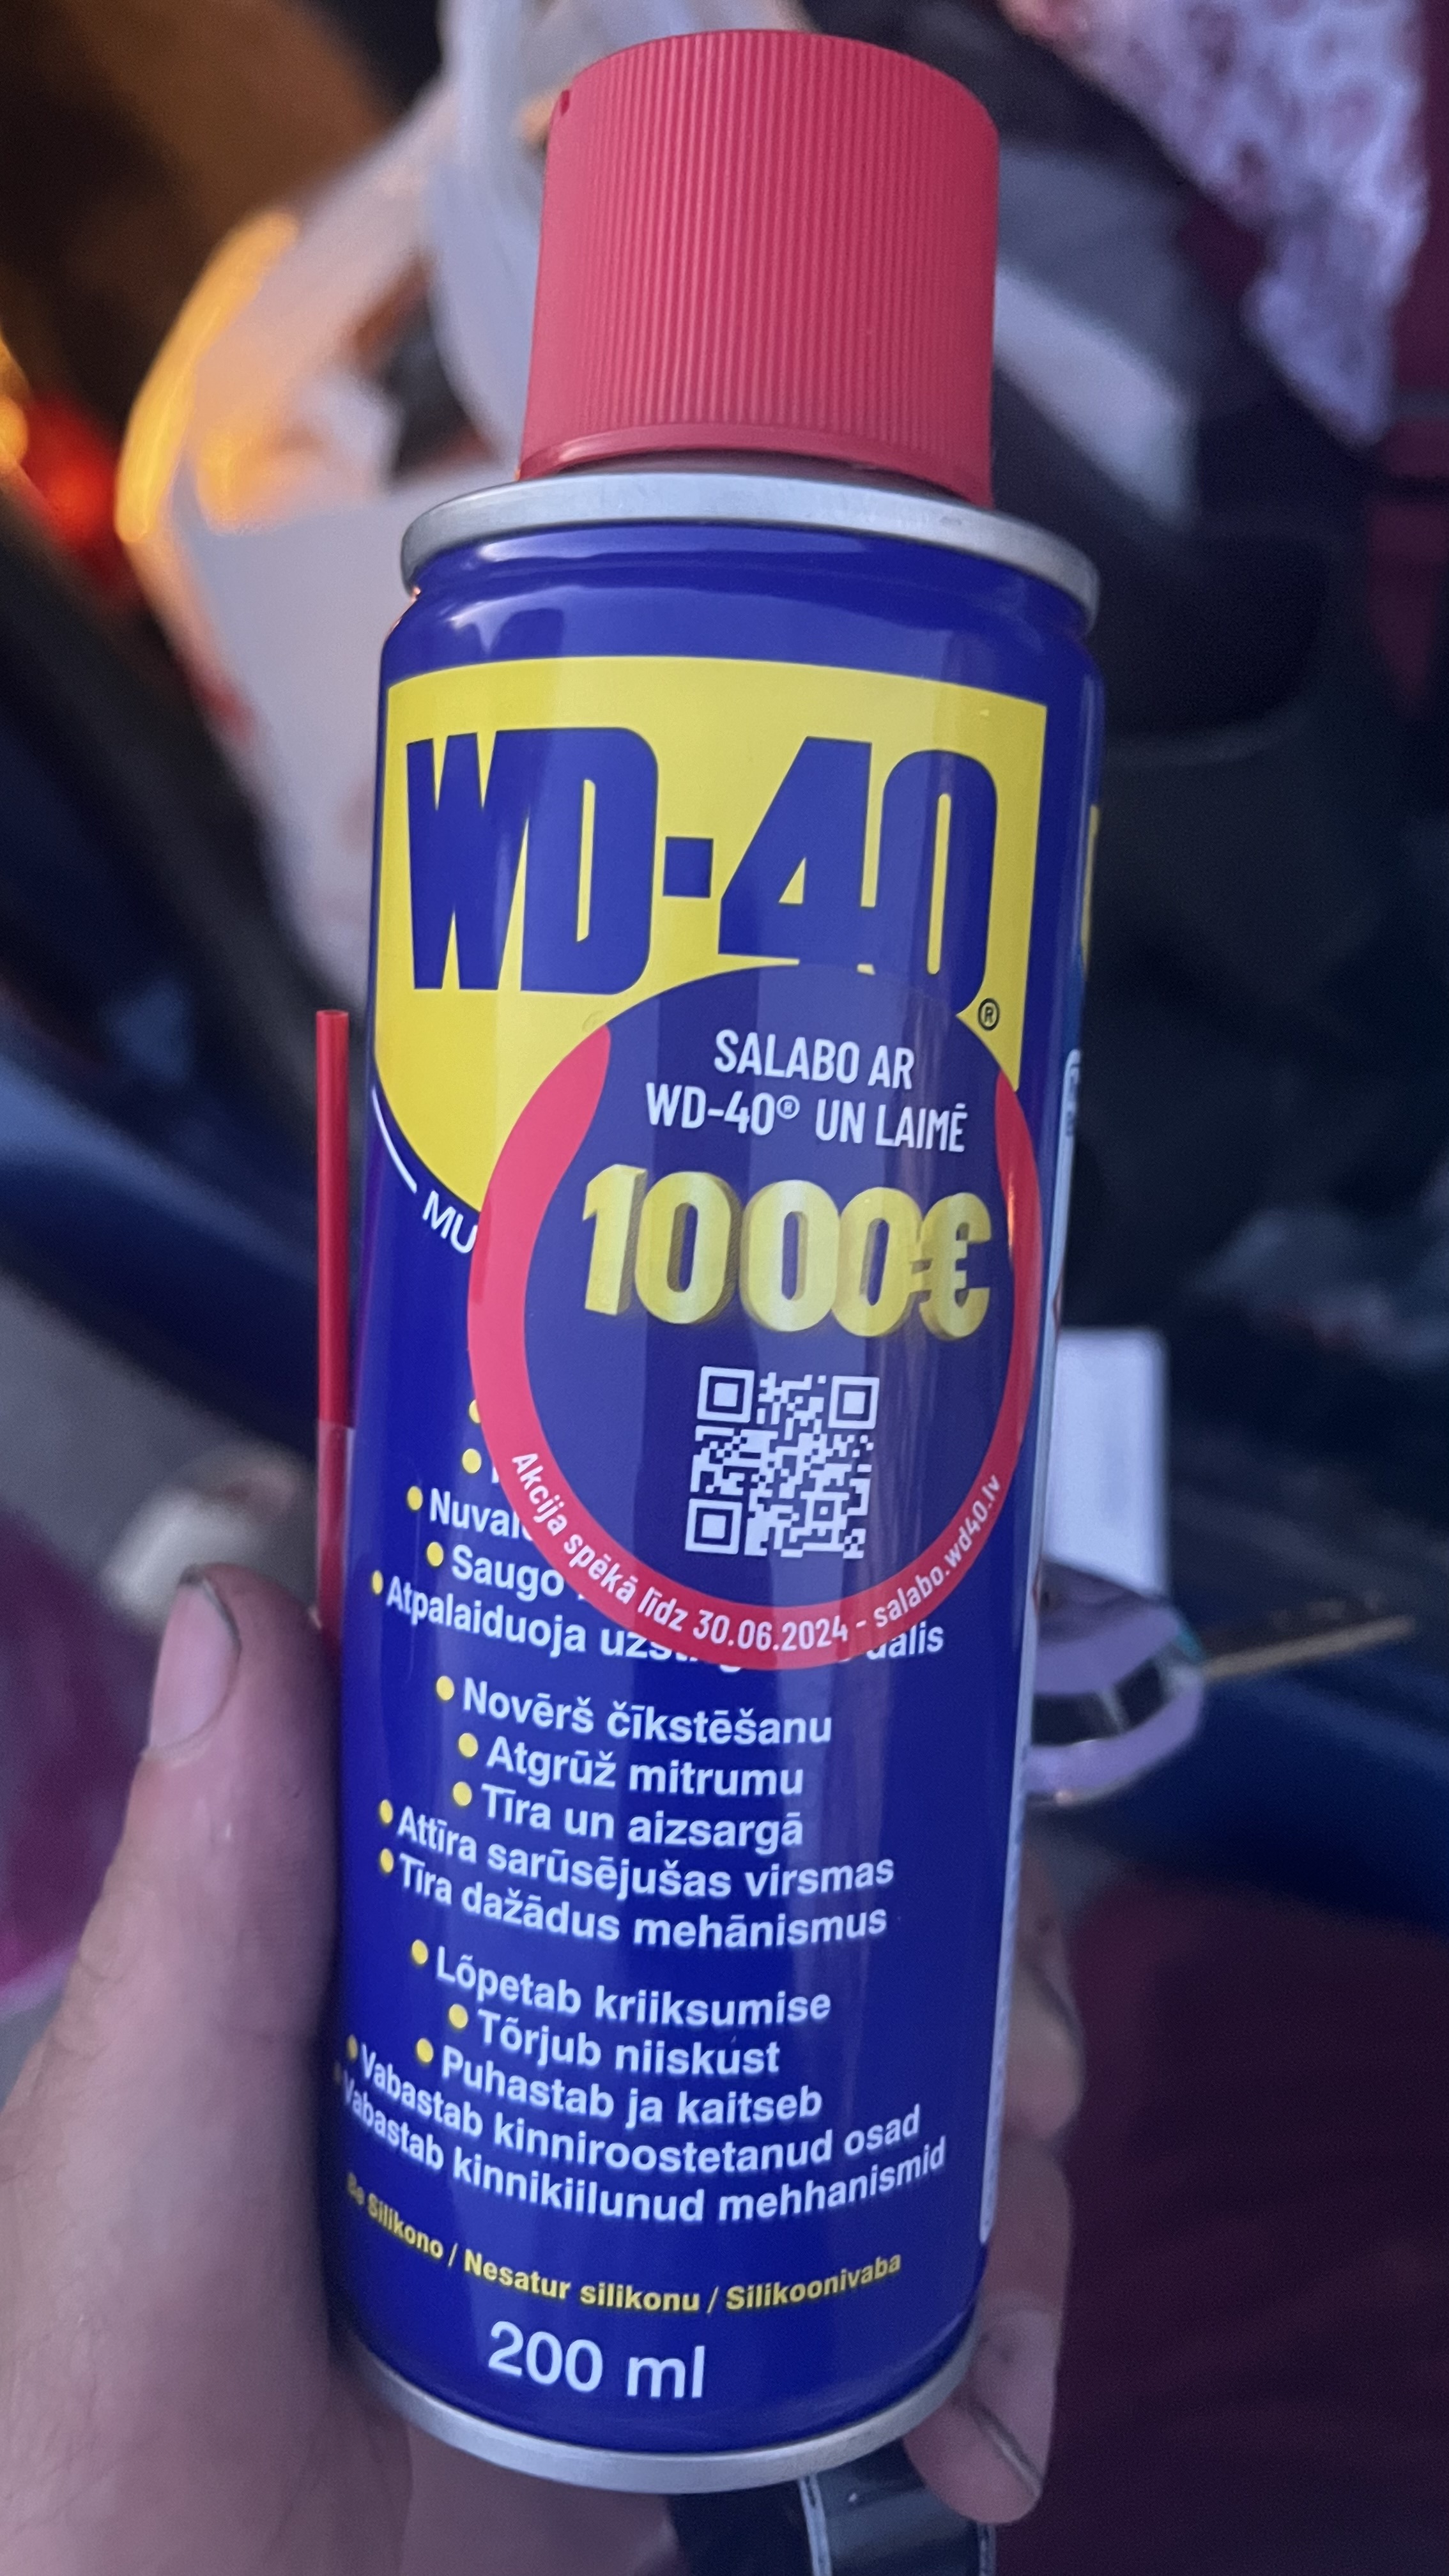 WD-40®
MU
SALABO AR
WD-40® UN LAIMĒ
1000€
Akcija spēkā līdz 30.06.2024 - salabo.wd40.lv
Saugo
Atpalaiduoja
Novērš čīkstēšanu
Atgrūž mitrumu
Tīra un aizsargā
Attīra sarūsējušas virsmas
Tīra dažādus mehānismus
Lõpetab kriiksumise
Tõrjub niiskust
Puhastab ja kaitseb
Vabastab kinniroostetanud osad
Vabastab kinnikiilunud mehhanismid
Be Silikono / Nesatur silikonu / Silikoonivaba
200 ml